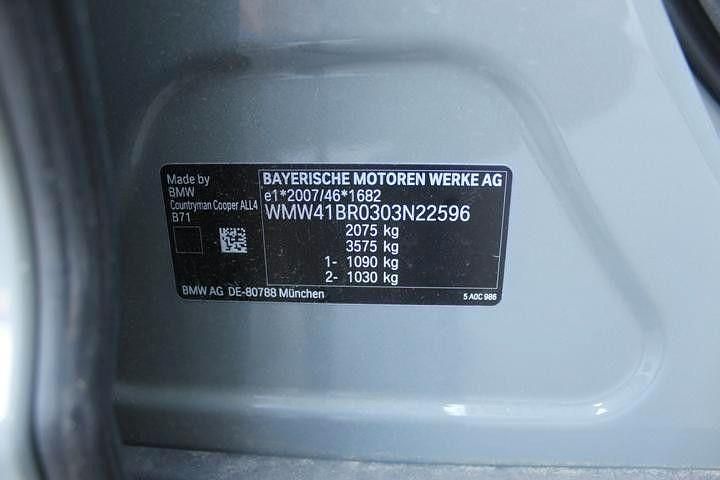 Made by
BMW
Countryman Cooper ALL4
B71
BAYERISCHE MOTOREN WERKE AG
e1*2007/46*1682
WMW41BR0303N22596
2075 kg
3575 kg
1- 1090 kg
2- 1030 kg
BMW AG DE-80788 München
5 A0C 986